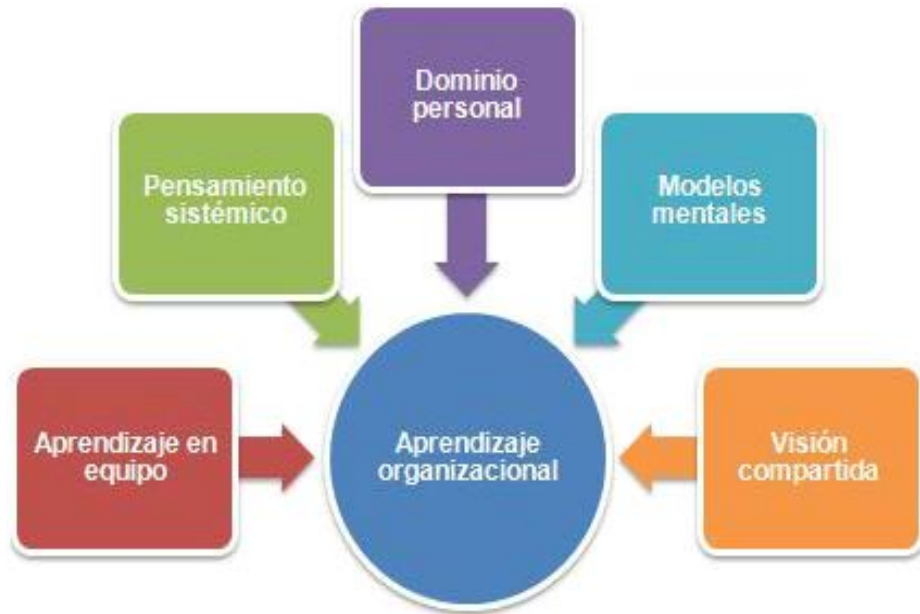 Dominio
personal
Pensamiento
sistémico
Modelos
mentales
Aprendizaje en
equipo
Aprendizaje
organizacional
Visión
compartida